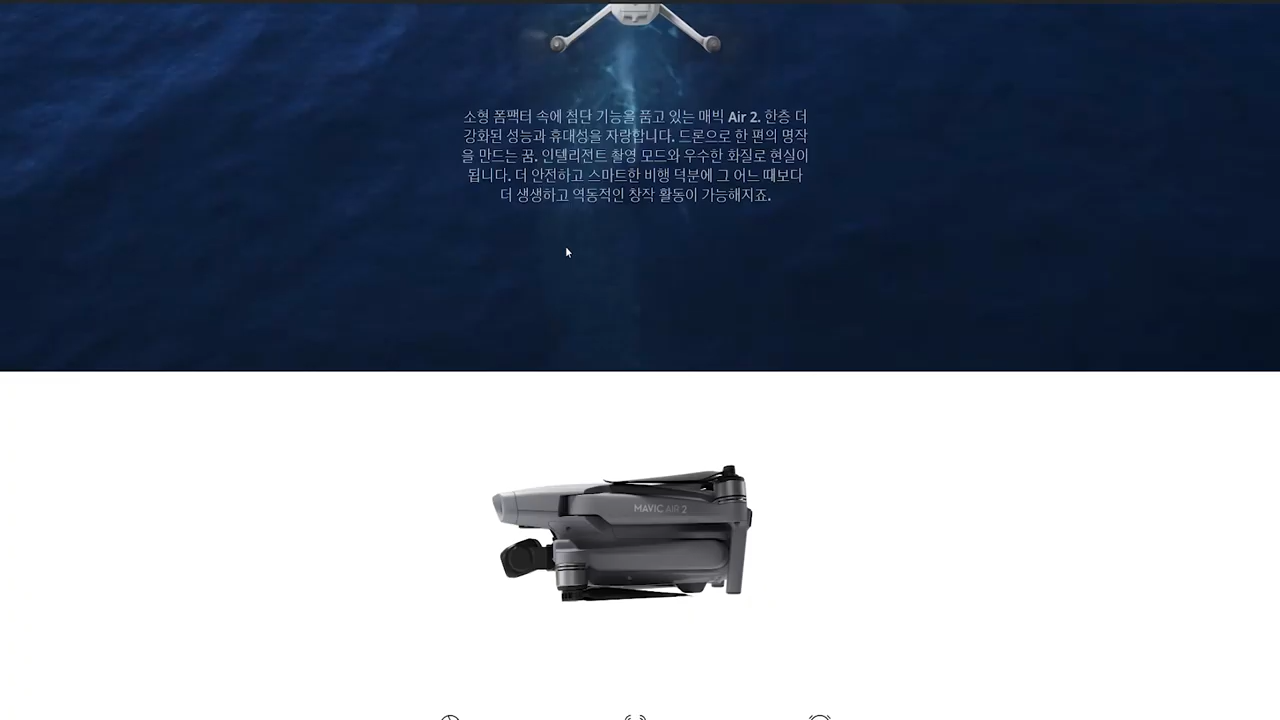 소형 폼팩터 속에 첨단 기능을 품고 있는 매빅 Air 2. 한층 더
강화된 성능과 휴대성을 자랑합니다. 드론으로 한 편의 명작
을 만드는 꿈. 인텔리전트 촬영 모드와 우수한 화질로 현실이
됩니다. 더 안전하고 스마트한 비행 덕분에 그 어느 때보다
더 생생하고 역동적인 창작 활동이 가능해지죠.
MAVIC AIR 2